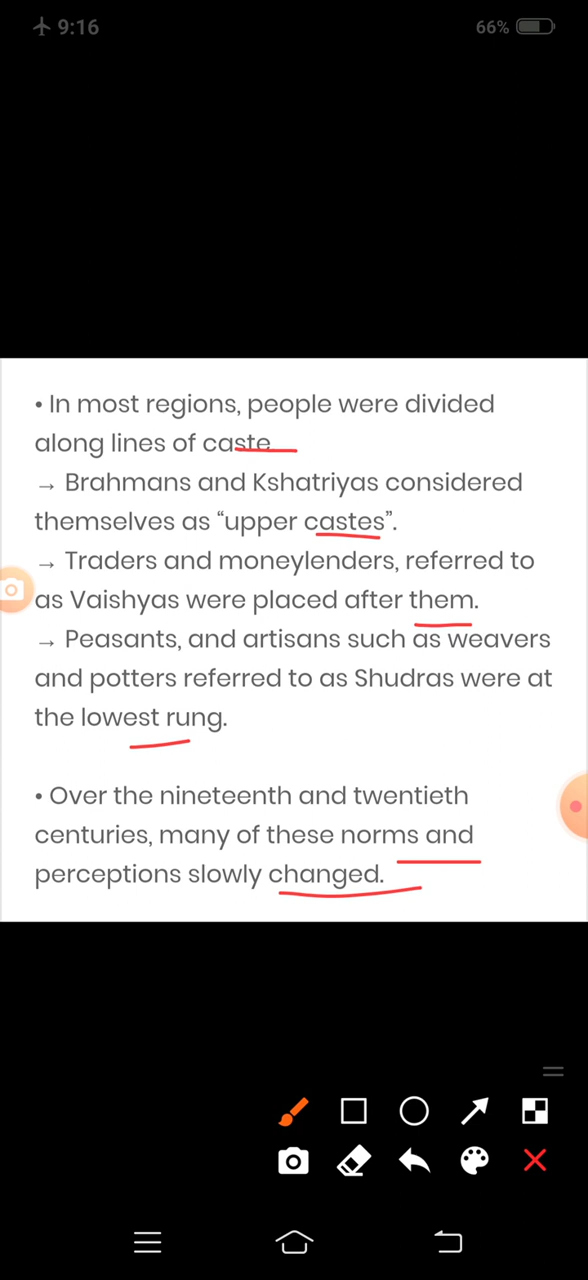 9:16
66%
• In most regions, people were divided
along lines of caste
→ Brahmans and Kshatriyas considered
themselves as “upper castes”.
→ Traders and moneylenders, referred to
as Vaishyas were placed after them.
→ Peasants, and artisans such as weavers
and potters referred to as Shudras were at
the lowest rung.
• Over the nineteenth and twentieth
centuries, many of these norms and
perceptions slowly changed.